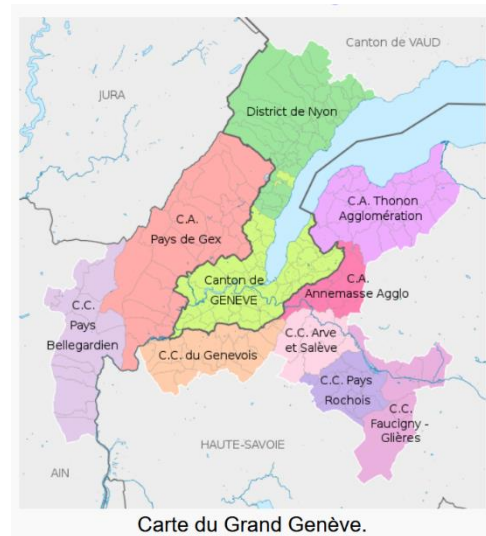 Canton de VAUD
JURA
District de Nyon
C.A. Thonon
Agglomération
C.A.
Pays de Gex
Canton de
GENÈVE
C.A.
Annemasse Agglo
C.C.
Pays
Bellegardien
C.C. du Genevois
C.C. Arve
et Salève
C.C. Pays
Rochois
C.C.
Faucigny -
Glières
HAUTE-SAVOIE
AIN
Carte du Grand Genève.